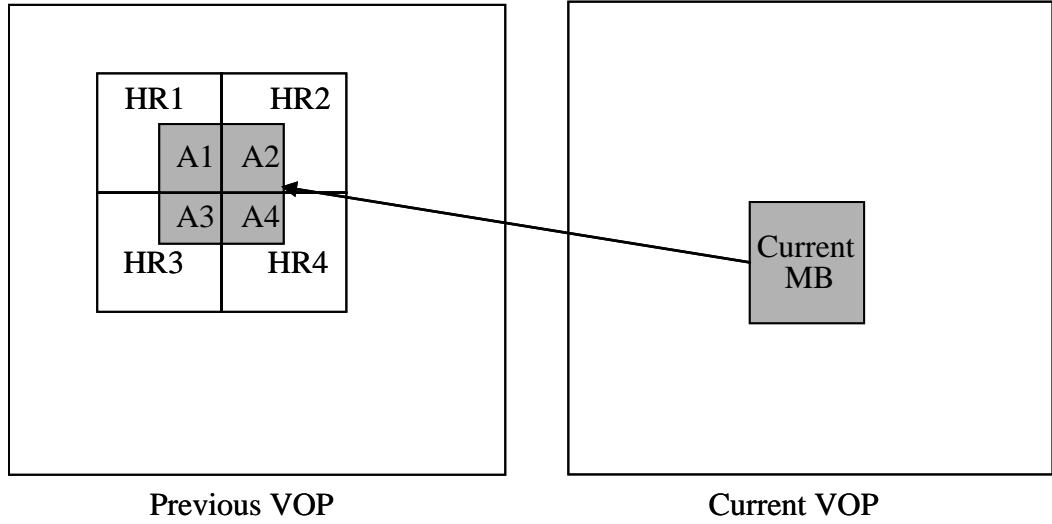 HR1 HR2
A1 A2
A3 A4
HR3 HR4
Current
MB
Previous VOP
Current VOP